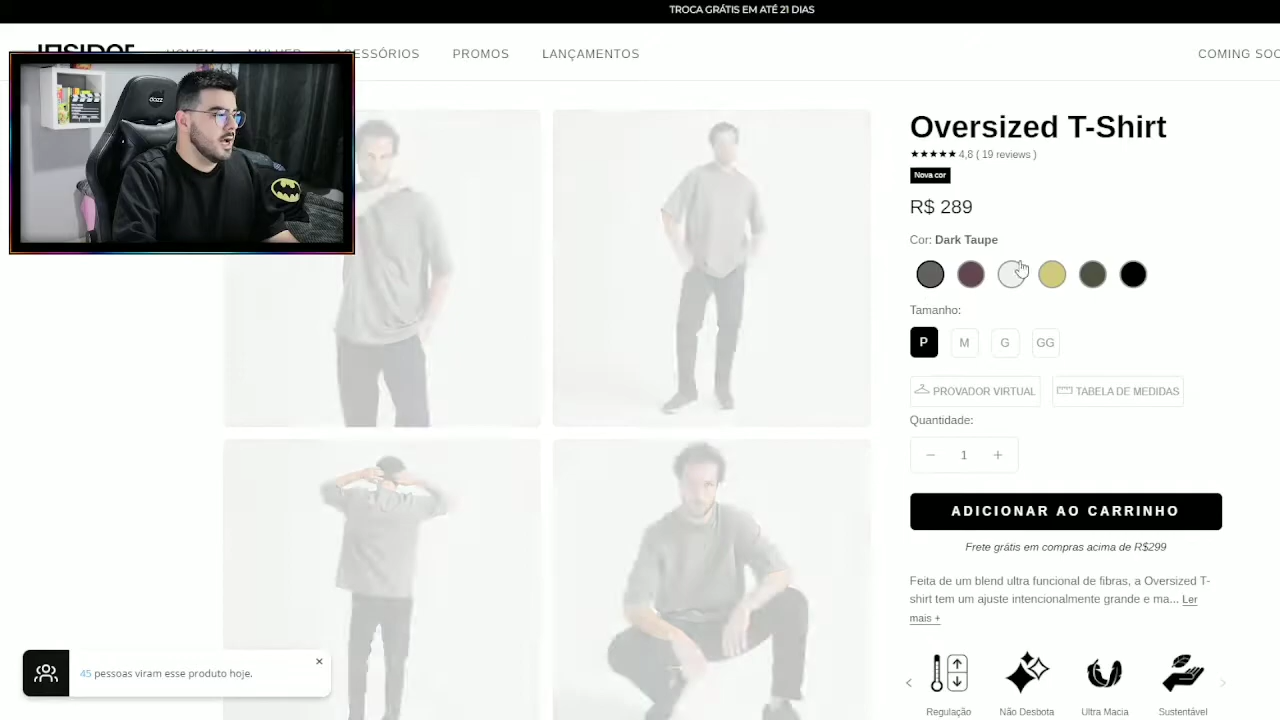 TROCA GRÁTIS EM ATÉ 21 DIAS
HOMEM MULHER ACESSÓRIOS PROMOS LANÇAMENTOS COMING SOO
dazz
Oversized T-Shirt
★★★★★ 4,8 ( 19 reviews )
Nova cor
R$ 289
Cor: Dark Taupe
Tamanho:
P M G GG
PROVADOR VIRTUAL TABELA DE MEDIDAS
Quantidade:
− 1 +
ADICIONAR AO CARRINHO
Frete grátis em compras acima de R$299
Feita de um blend ultra funcional de fibras, a Oversized T-
shirt tem um ajuste intencionalmente grande e ma... Ler
mais +
45 pessoas viram esse produto hoje.
Regulação Não Desbota Ultra Macia Sustentável